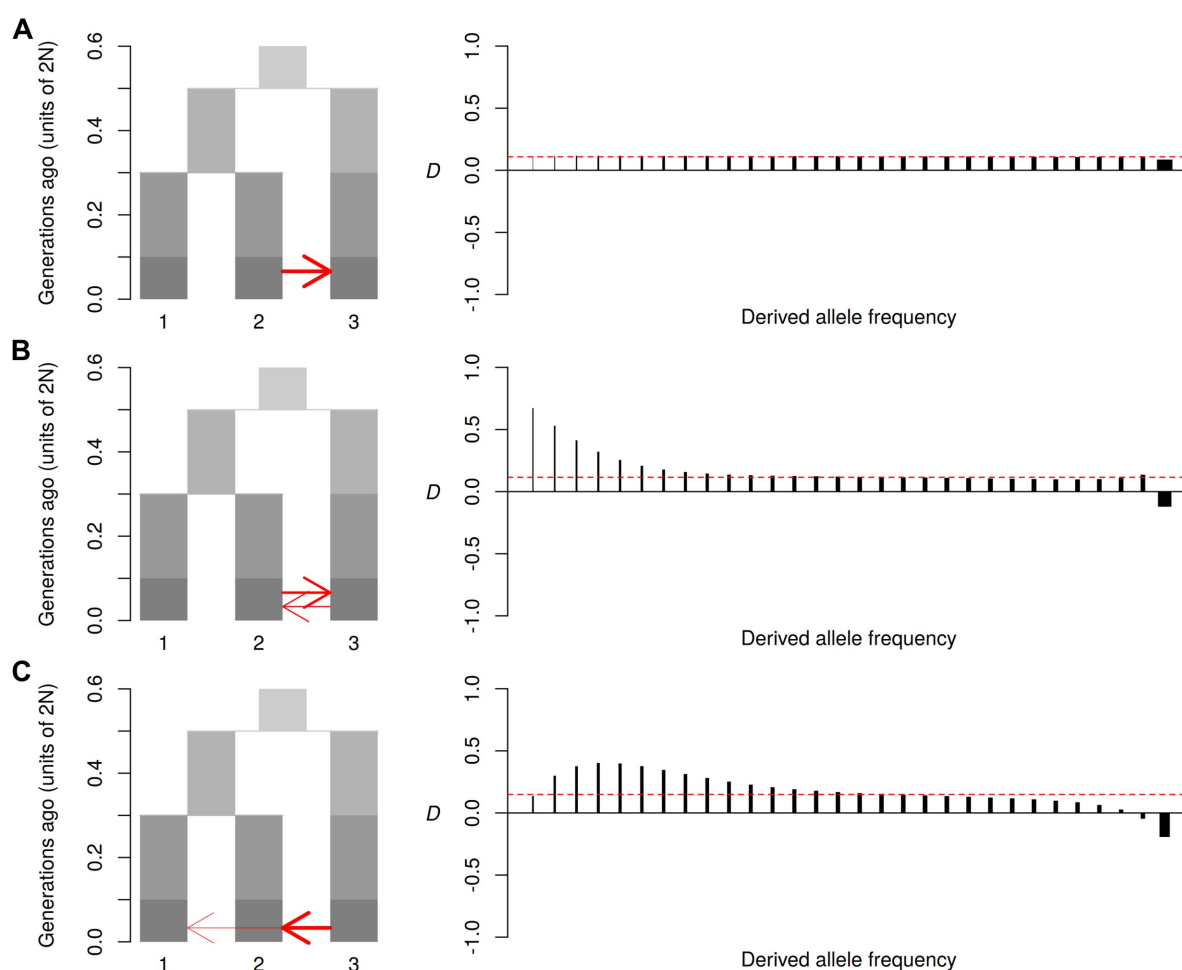 A
Generations ago (units of 2N)
0.0 0.2 0.4 0.6
1 2 3
D
-1.0 -0.5 0.0 0.5 1.0
Derived allele frequency
B
Generations ago (units of 2N)
0.0 0.2 0.4 0.6
1 2 3
D
-1.0 -0.5 0.0 0.5 1.0
Derived allele frequency
C
Generations ago (units of 2N)
0.0 0.2 0.4 0.6
1 2 3
D
-1.0 -0.5 0.0 0.5 1.0
Derived allele frequency